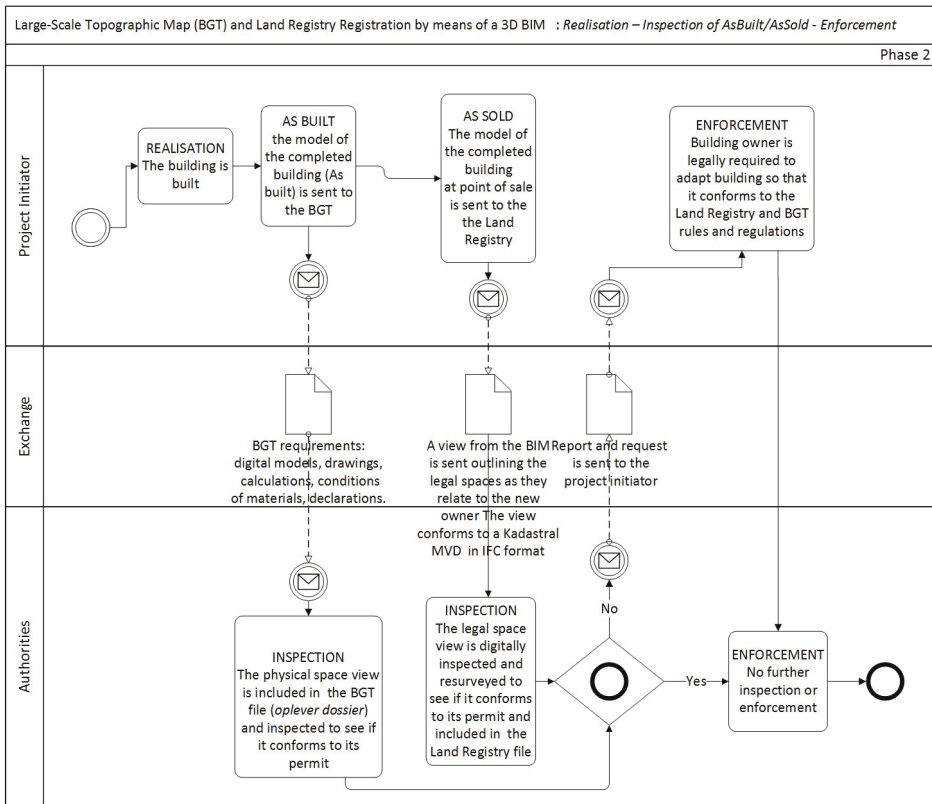 Large-Scale Topographic Map (BGT) and Land Registry Registration by means of a 3D BIM : Realisation – Inspection of AsBuilt/AsSold - Enforcement
Phase 2
Project Initiator
REALISATION
The building is
built
AS BUILT
the model of
the completed
building (As
built) is sent to
the BGT
AS SOLD
The model of
the completed
building
at point of sale
is sent to the
the Land
Registry
ENFORCEMENT
Building owner is
legally required to
adapt building so that
it conforms to the
Land Registry and BGT
rules and regulations
Exchange
BGT requirements:
digital models, drawings,
calculations, conditions
of materials, declarations.
A view from the BIM
is sent outlining the
legal spaces as they
relate to the new
owner The view
conforms to a Kadastral
MVD in IFC format
Report and request
is sent to the
project initiator
Authorities
INSPECTION
The physical space view
is included in the BGT
file (oplever dossier)
and inspected to see if
it conforms to its
permit
INSPECTION
The legal space
view is digitally
inspected and
resurveyed to
see if it conforms
to its permit and
included in the
Land Registry file
No
Yes
ENFORCEMENT
No further
inspection or
enforcement